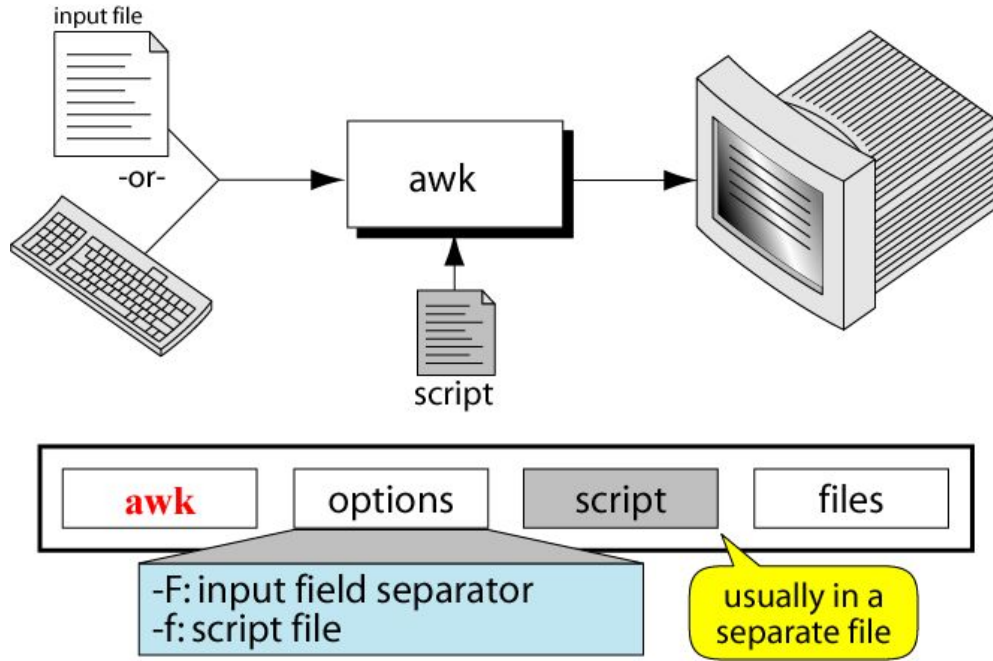 input file
-or-
awk
script
awk options script files
-F: input field separator
-f: script file
usually in a
separate file